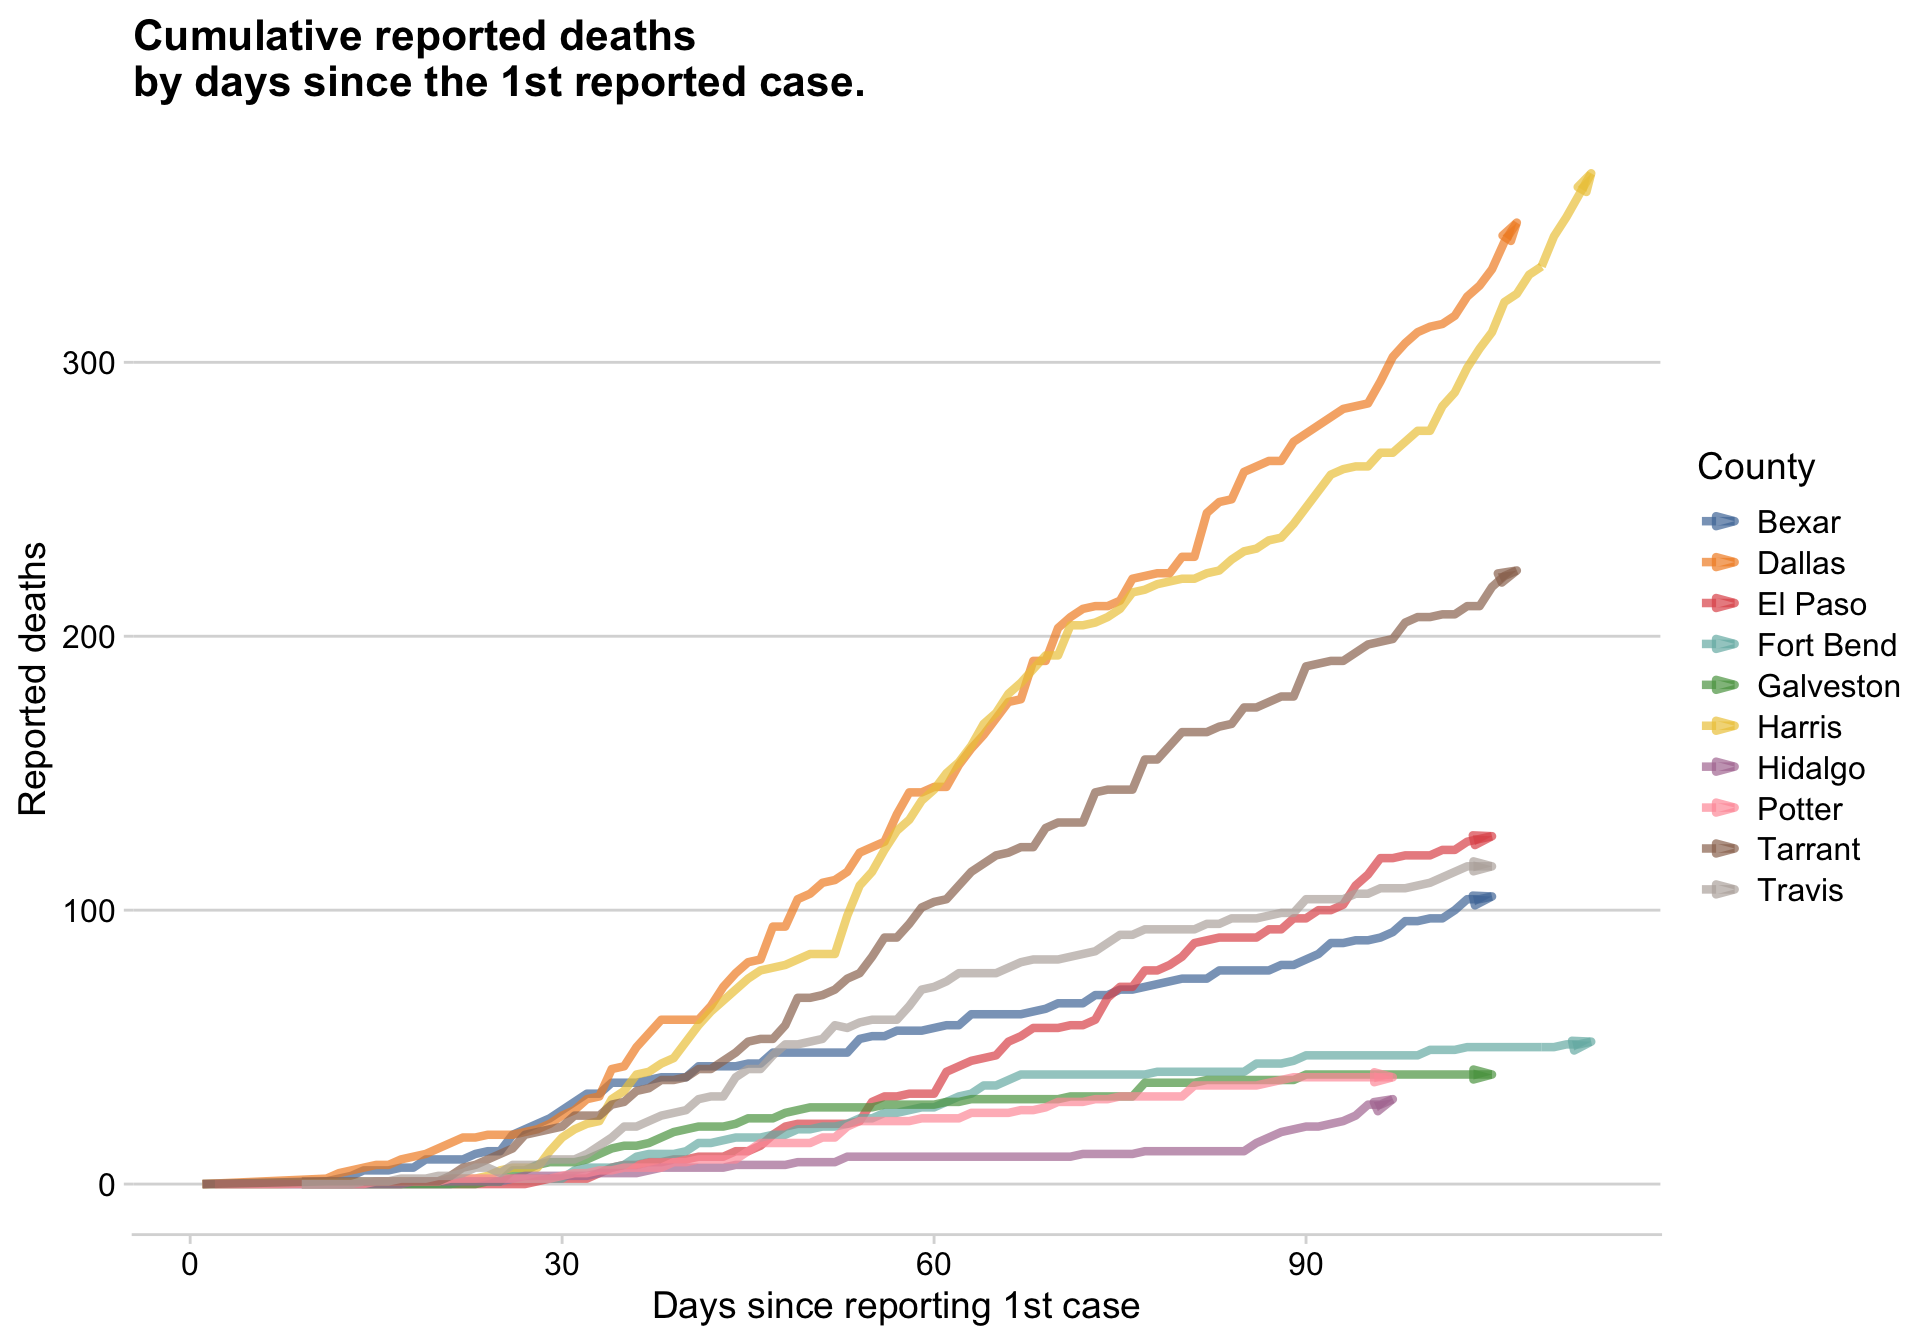 Cumulative reported deaths
by days since the 1st reported case.
Reported deaths
300
200
100
0
0
30
60
90
Days since reporting 1st case
County
Bexar
Dallas
El Paso
Fort Bend
Galveston
Harris
Hidalgo
Potter
Tarrant
Travis